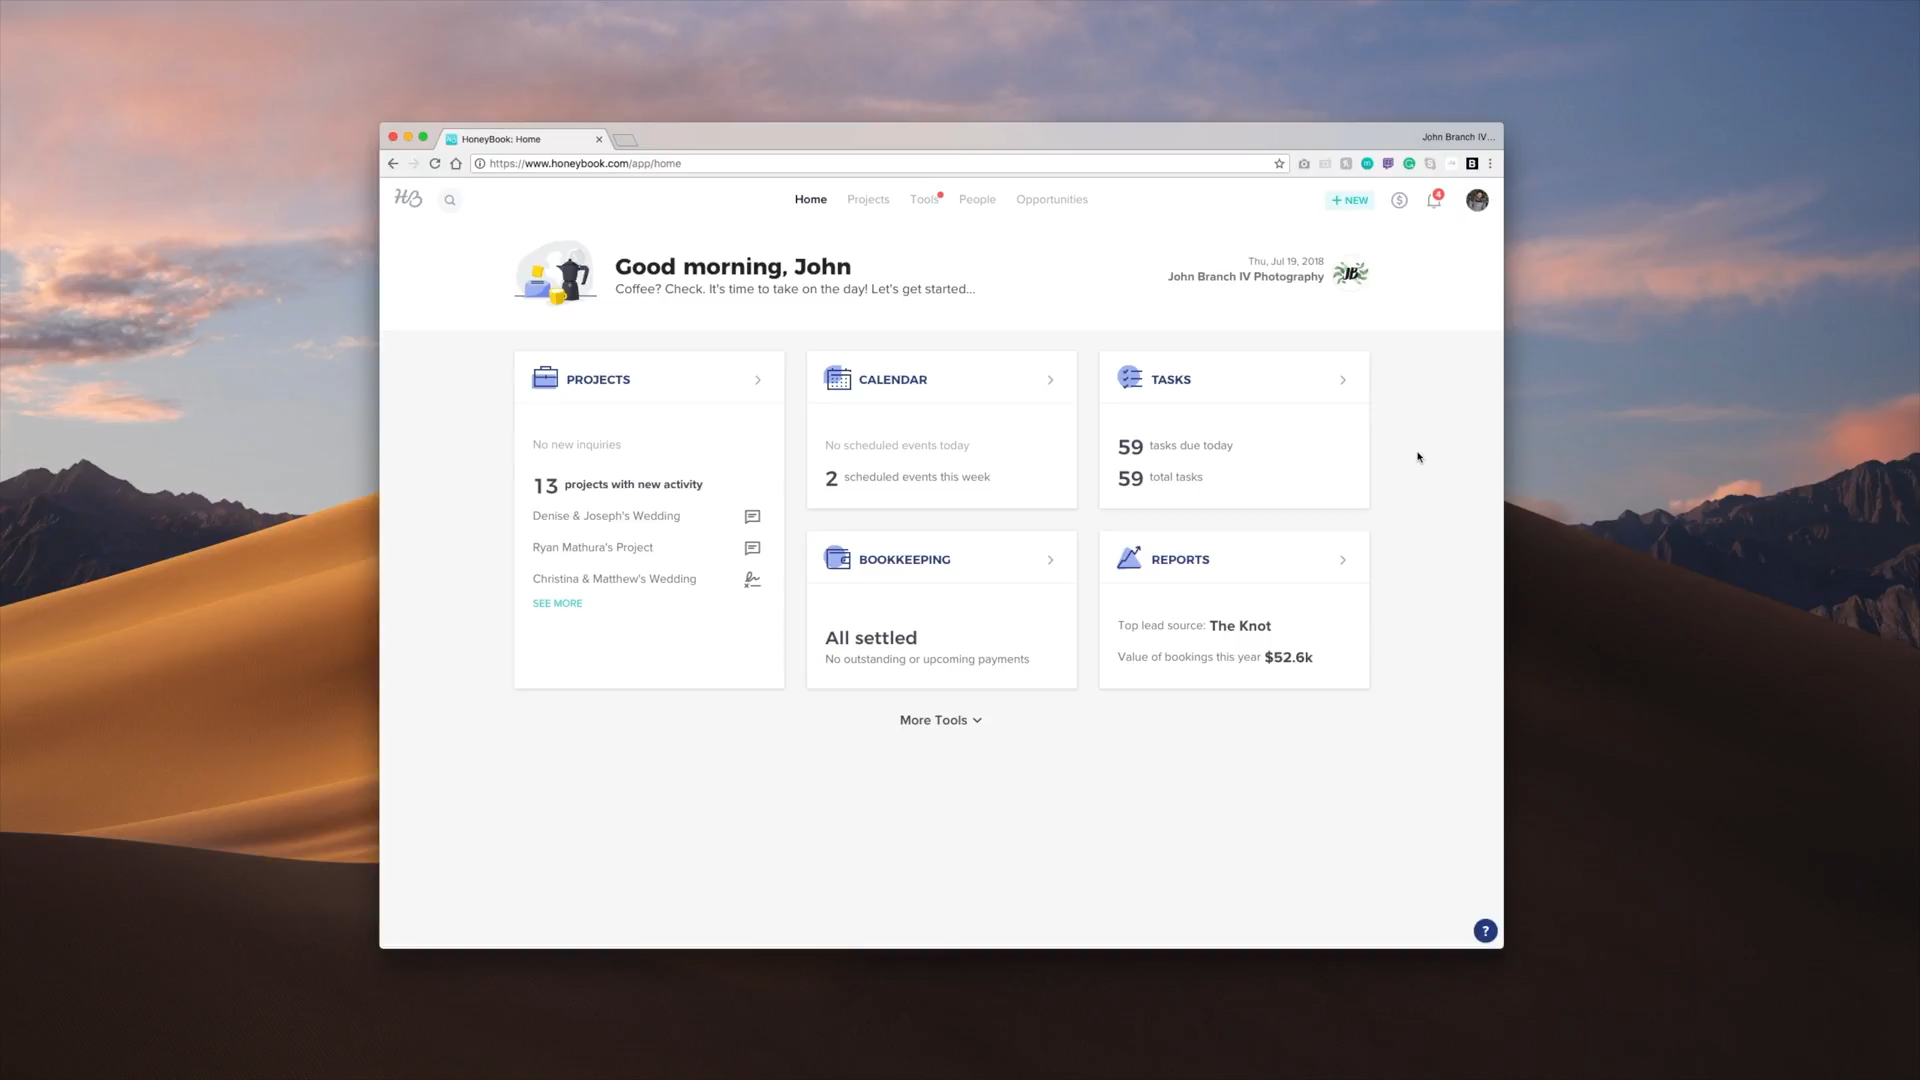 HoneyBook: Home
John Branch IV...
https://www.honeybook.com/app/home
B
HB
Home
Projects
Tools
People
Opportunities
+ NEW
$
4
Good morning, John
Coffee? Check. It's time to take on the day! Let's get started...
Thu, Jul 19, 2018
John Branch IV Photography
JB
PROJECTS
No new inquiries
13 projects with new activity
Denise & Joseph's Wedding
Ryan Mathura's Project
Christina & Matthew's Wedding
SEE MORE
CALENDAR
No scheduled events today
2 scheduled events this week
TASKS
59 tasks due today
59 total tasks
BOOKKEEPING
All settled
No outstanding or upcoming payments
REPORTS
Top lead source: The Knot
Value of bookings this year $52.6k
More Tools
?